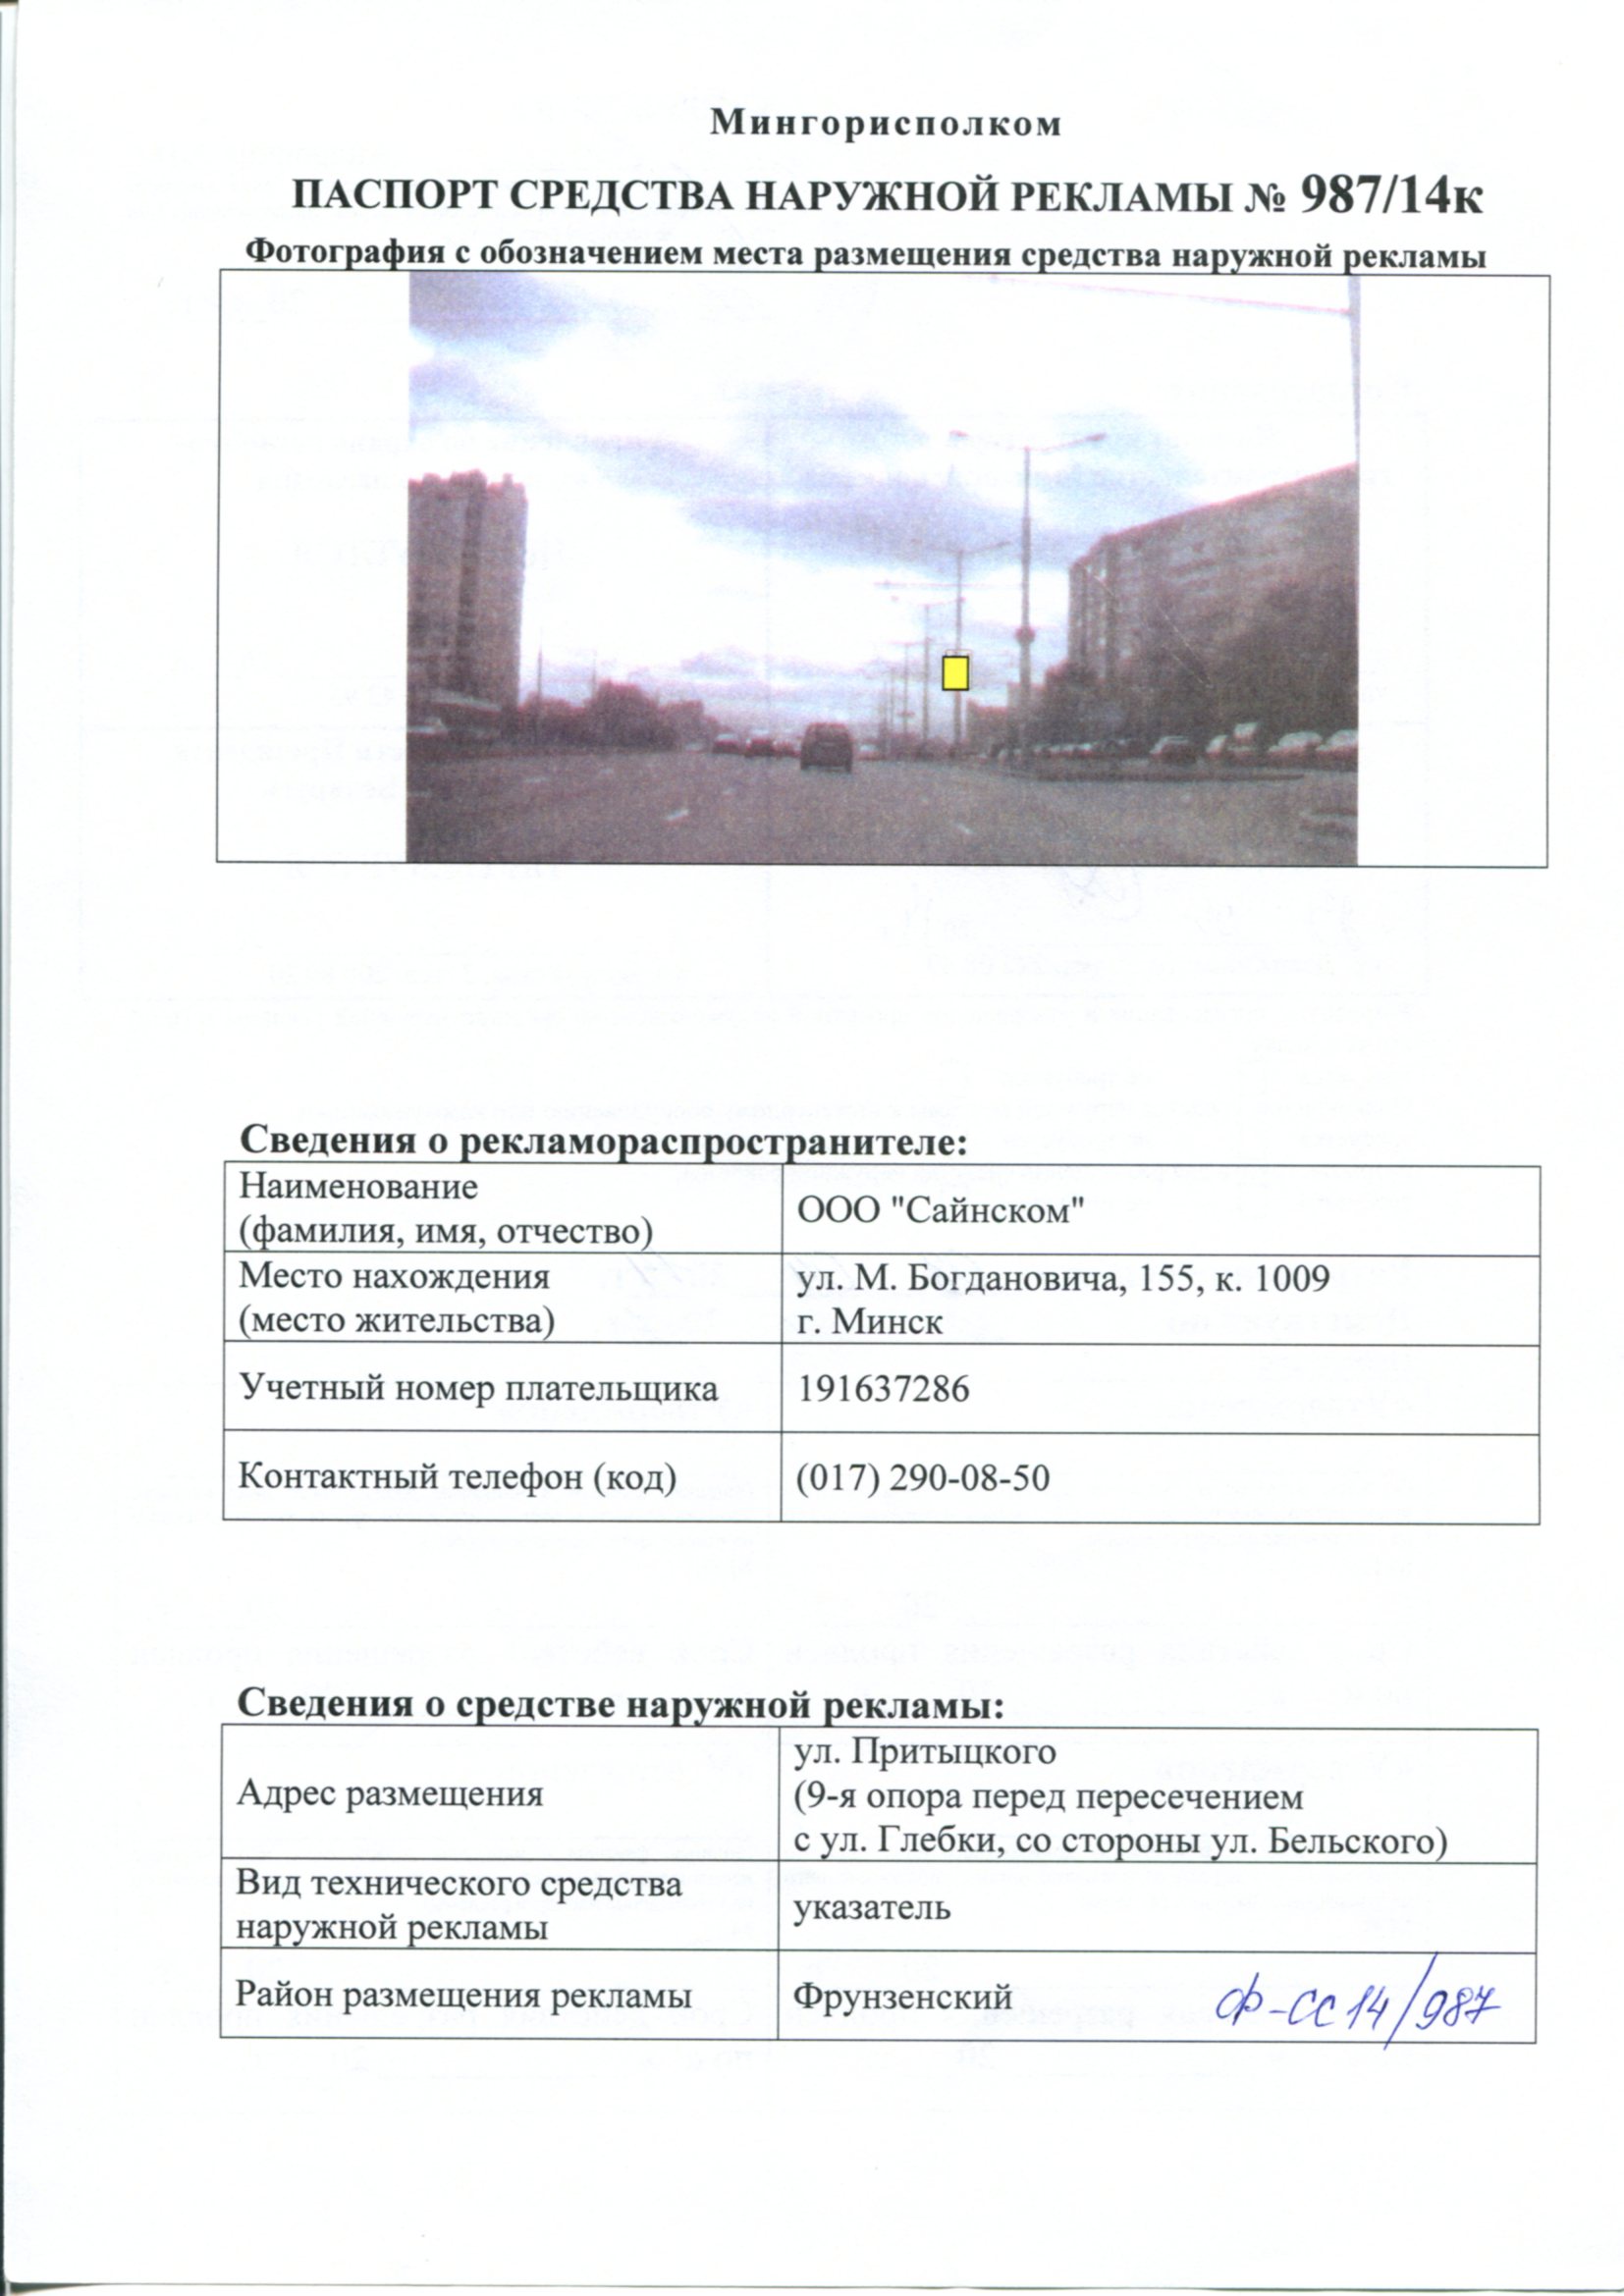 Мингорисполком
ПАСПОРТ СРЕДСТВА НАРУЖНОЙ РЕКЛАМЫ № 987/14к
Фотография с обозначением места размещения средства наружной рекламы
Сведения о рекламораспространителе:
Наименование
(фамилия, имя, отчество)
ООО "Сайнском"
Место нахождения
(место жительства)
ул. М. Богдановича, 155, к. 1009
г. Минск
Учетный номер плательщика
191637286
Контактный телефон (код)
(017) 290-08-50
Сведения о средстве наружной рекламы:
Адрес размещения
ул. Притыцкого
(9-я опора перед пересечением
с ул. Глебки, со стороны ул. Бельского)
Вид технического средства
наружной рекламы
указатель
Район размещения рекламы
Фрунзенский
Ф-СС14/987